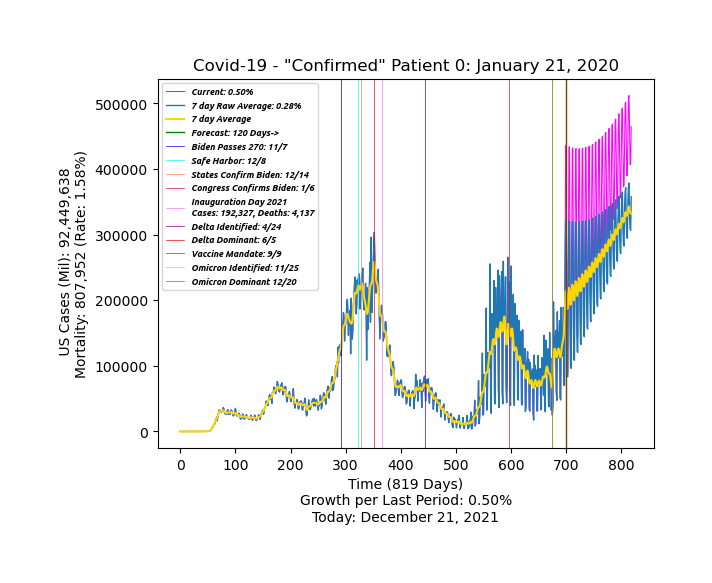 Covid-19 - "Confirmed" Patient 0: January 21, 2020
US Cases (Mil): 92,449,638
Mortality: 807,952 (Rate: 1.58%)
500000
400000
300000
200000
100000
0
Current: 0.50%
7 day Raw Average: 0.28%
7 day Average
Forecast: 120 Days->
Biden Passes 270: 11/7
Safe Harbor: 12/8
States Confirm Biden: 12/14
Congress Confirms Biden: 1/6
Inauguration Day 2021
Cases: 192,327, Deaths: 4,137
Delta Identified: 4/24
Delta Dominant: 6/5
Vaccine Mandate: 9/9
Omicron Identified: 11/25
Omicron Dominant 12/20
0 100 200 300 400 500 600 700 800
Time (819 Days)
Growth per Last Period: 0.50%
Today: December 21, 2021